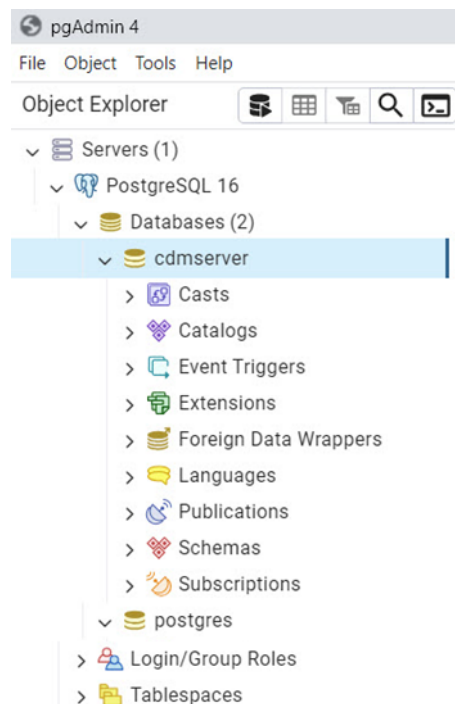 pgAdmin 4
File Object Tools Help
Object Explorer
Servers (1)
PostgreSQL 16
Databases (2)
cdmserver
Casts
Catalogs
Event Triggers
Extensions
Foreign Data Wrappers
Languages
Publications
Schemas
Subscriptions
postgres
Login/Group Roles
Tablespaces